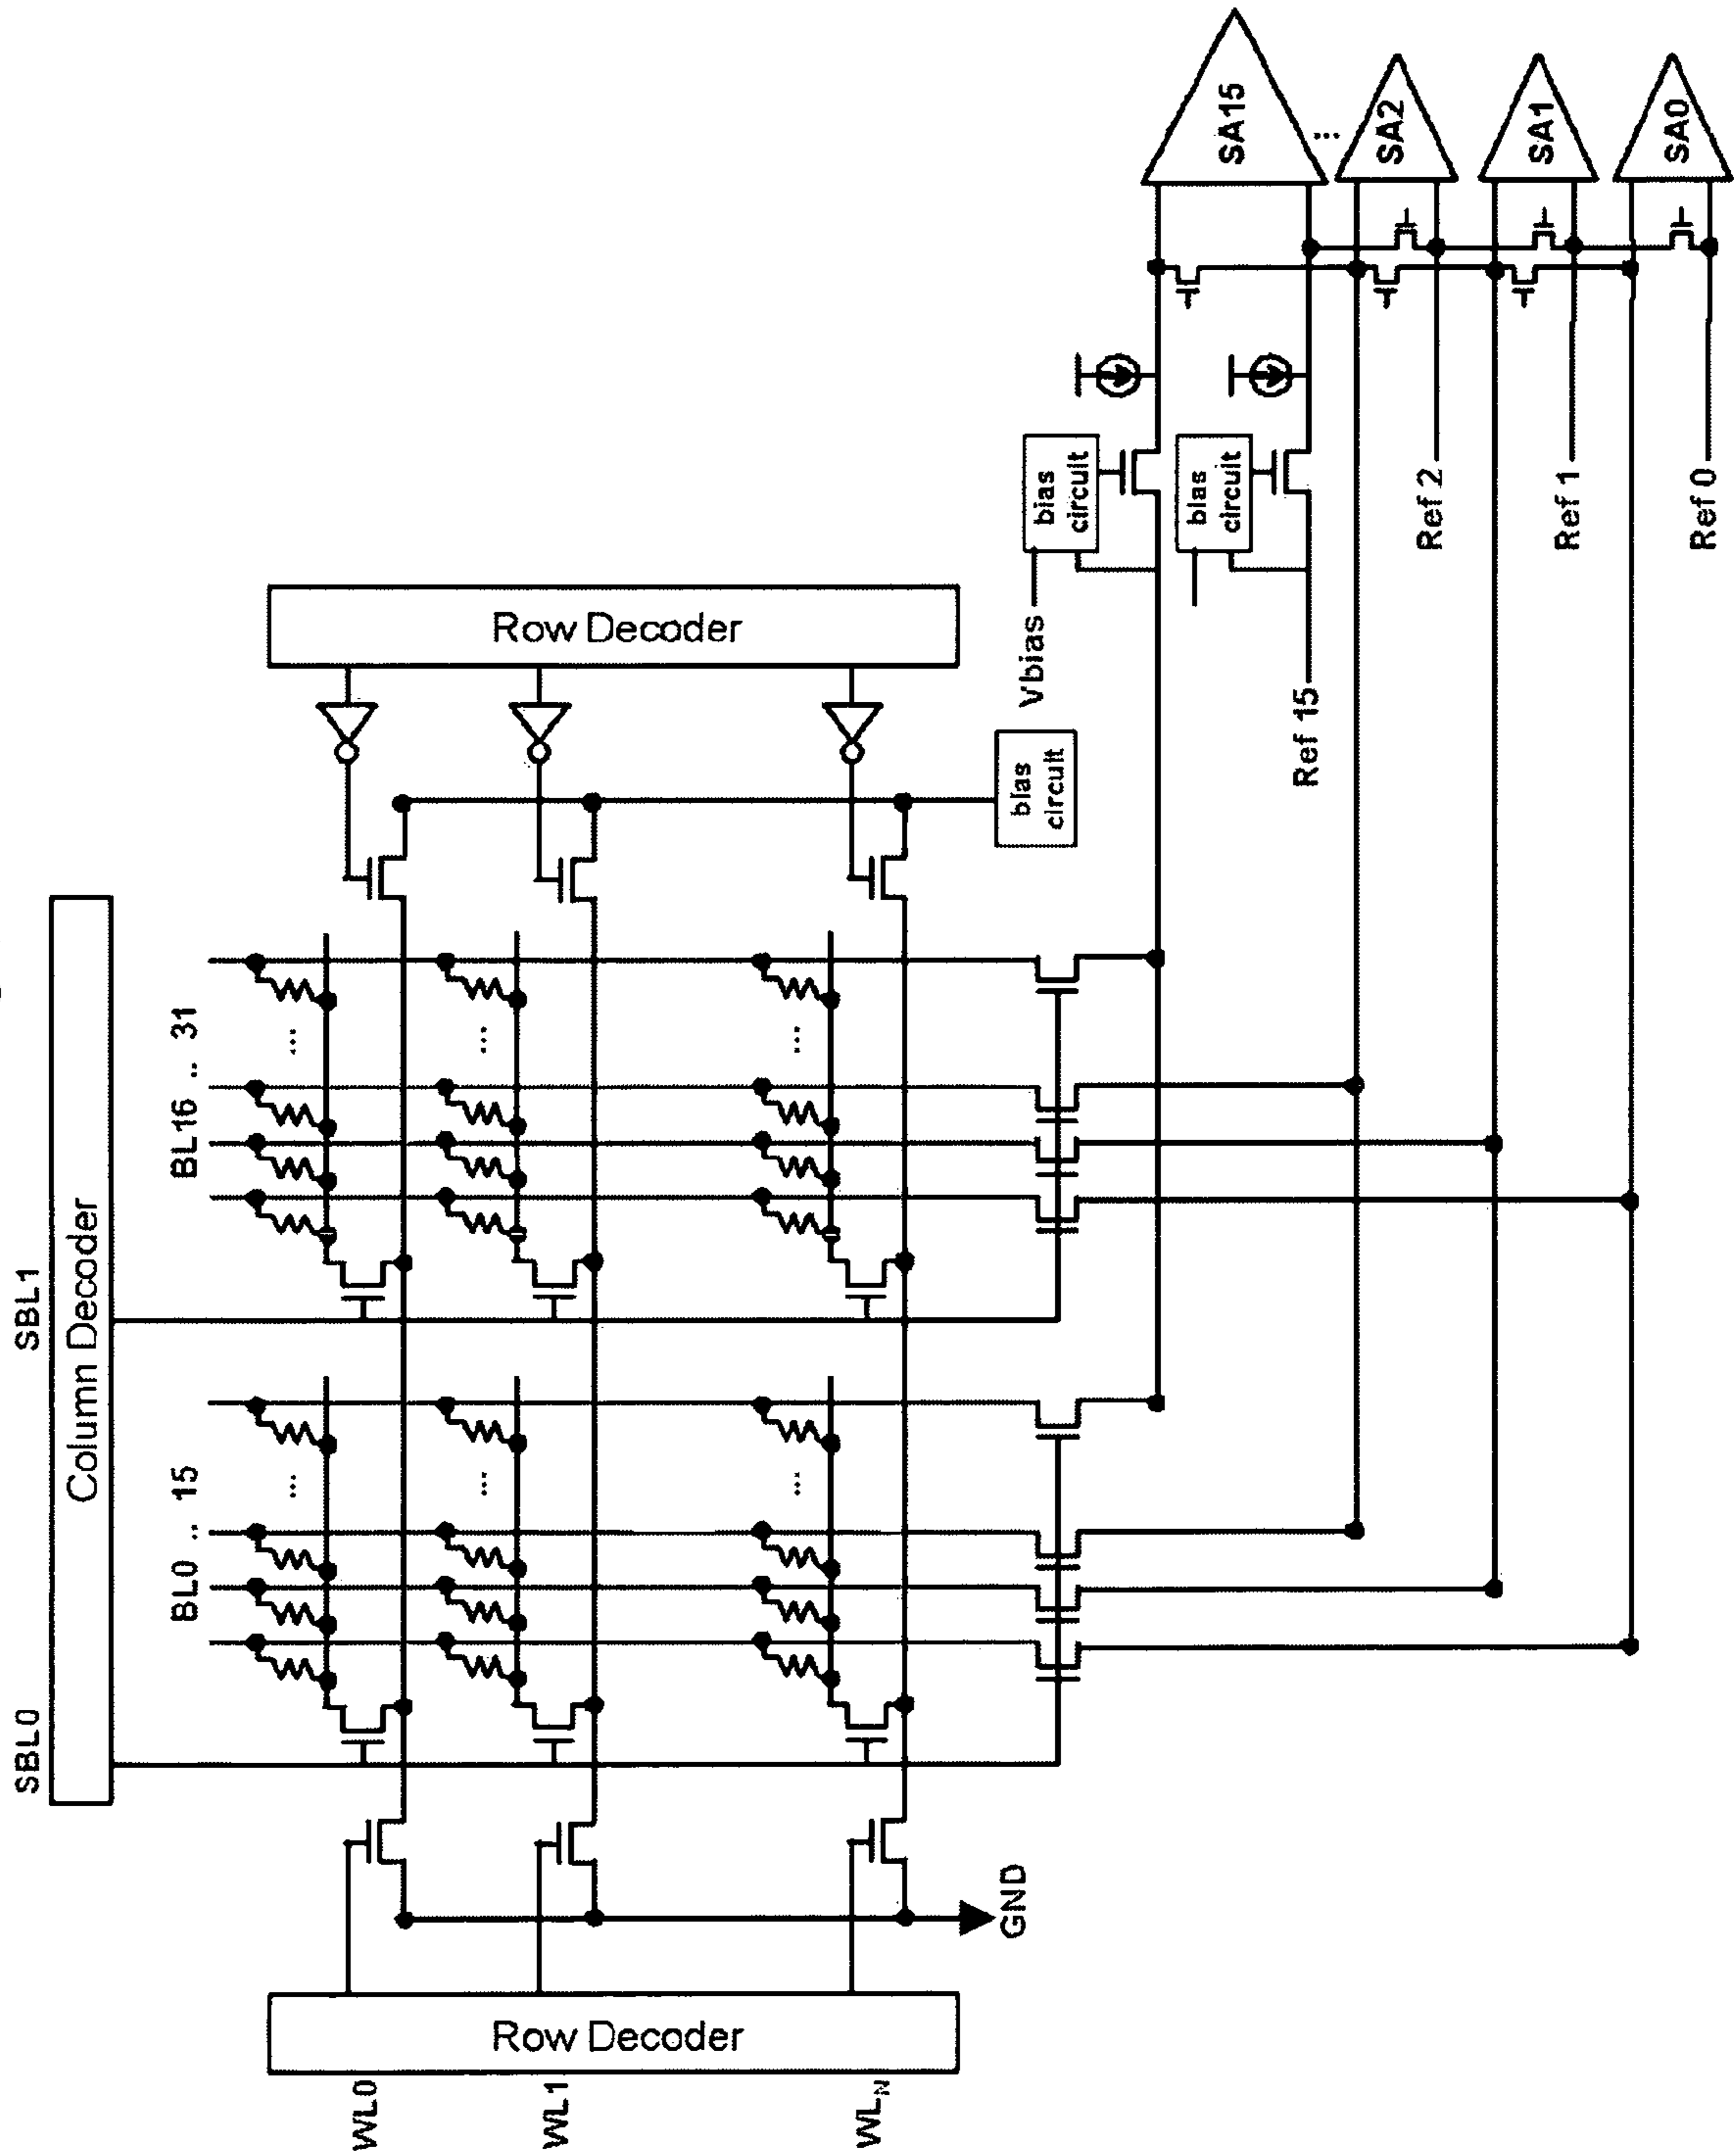 SBL0
SBL1
Column Decoder
BL0 .. 15
BL16 .. 31
...
...
...
...
...
...
WL0
WL1
WLN
Row Decoder
Row Decoder
GND
bias
circuit
Vbias
bias
circuit
bias
circuit
Ref 15
Ref 2
Ref 1
Ref 0
SA15
...
SA2
SA1
SA0